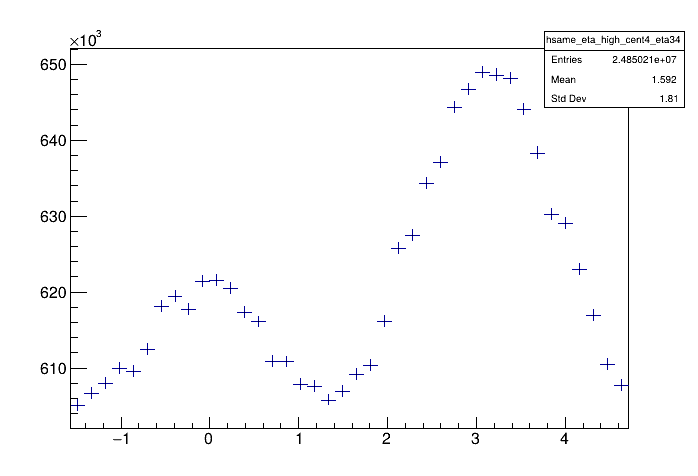 ×10³
hsame_eta_high_cent4_eta34
Entries 2.485021e+07
Mean 1.592
Std Dev 1.81
650
640
630
620
610
−1 0 1 2 3 4